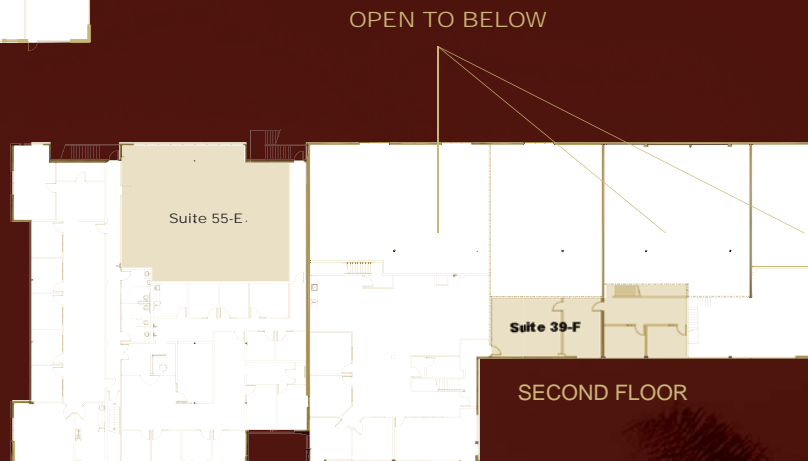 OPEN TO BELOW
Suite 55-E.
Suite 39-F
SECOND FLOOR